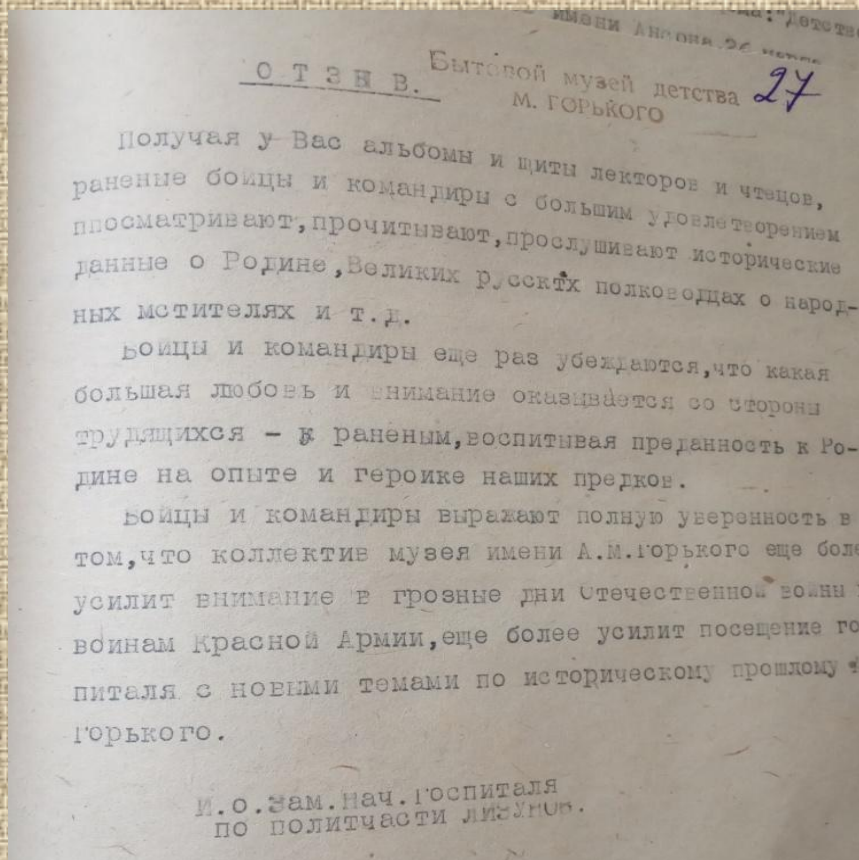 имени
О Т З Ы В.
Бытовой музей детства 27
М. ГОРЬКОГО
Получая у Вас альбомы и щиты лекторов и чтецов,
раненые бойцы и командиры с большим удовлетворением
ппосматривают,прочитывают,прослушивают исторические
данные о Родине,Великих русских полководцах о народ-
ных мстителях и т.д.
Бойцы и командиры еще раз убеждаются,что какая
большая любовь и внимание оказывается со стороны
трудящихся - к раненым,воспитывая преданность к Ро-
дине на опыте и героике наших предков.
Бойцы и командиры выражают полную уверенность в
том,что коллектив музея имени А.М.Горького еще боле
усилит внимание в грозные дни Отечественной войны
воинам Красной Армии,еще более усилит посещение го
питаля с новыми темами по историческому прошлому
Горького.
И.о.Зам.Нач.Госпиталя
по политчасти